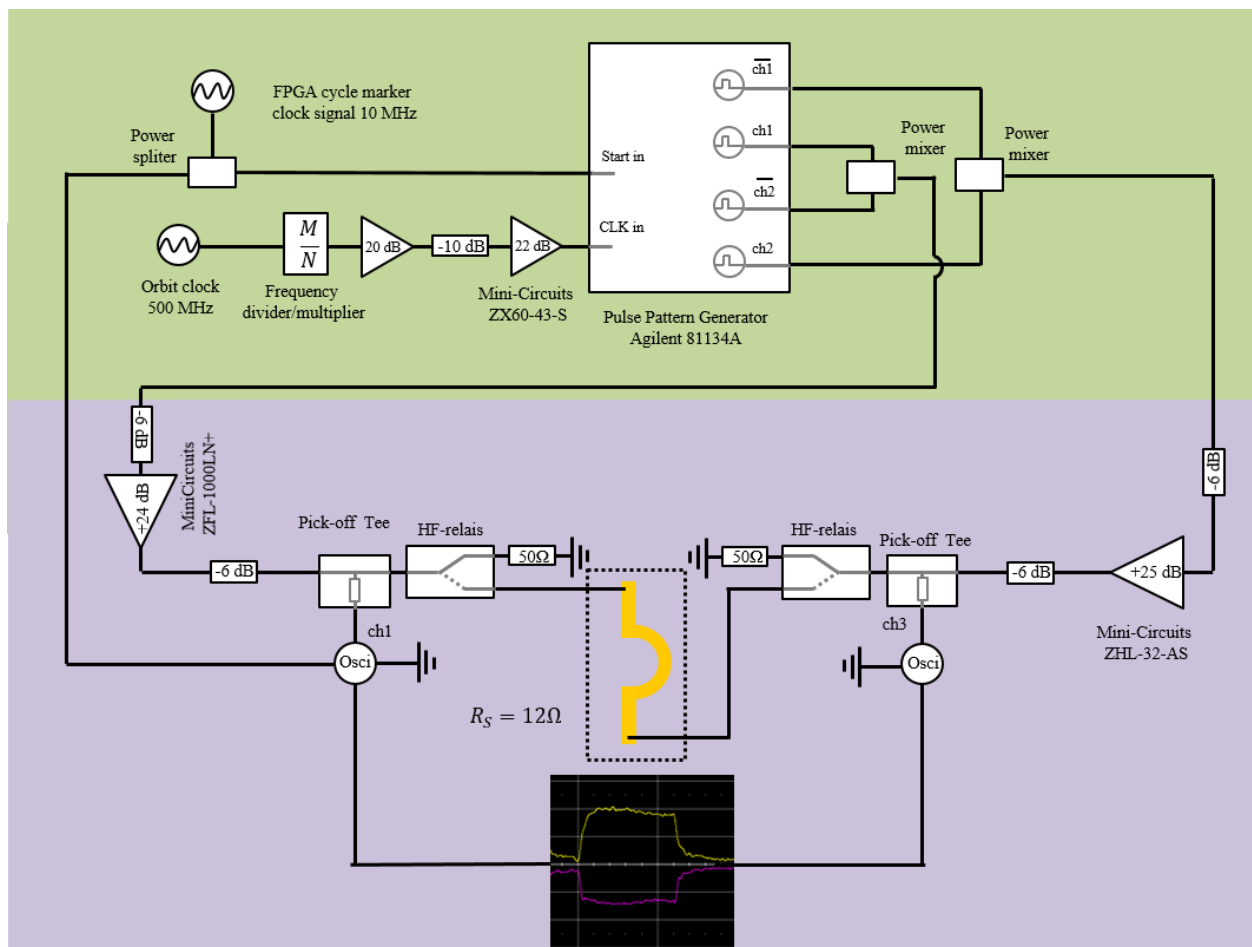 FPGA cycle marker
clock signal 10 MHz
Power
spliter
Start in
CLK in
ch1
ch1
ch2
ch2
Power
mixer
Power
mixer
Orbit clock
500 MHz
M
N
Frequency
divider/multiplier
20 dB
-10 dB
22 dB
Mini-Circuits
ZX60-43-S
Pulse Pattern Generator
Agilent 81134A
-6 dB
+24 dB
MiniCircuits
ZFL-1000LN+
-6 dB
Pick-off Tee
HF-relais
50Ω
ch1
Osci
R_S = 12Ω
50Ω
HF-relais
Pick-off Tee
ch3
Osci
-6 dB
+25 dB
-6 dB
Mini-Circuits
ZHL-32-AS